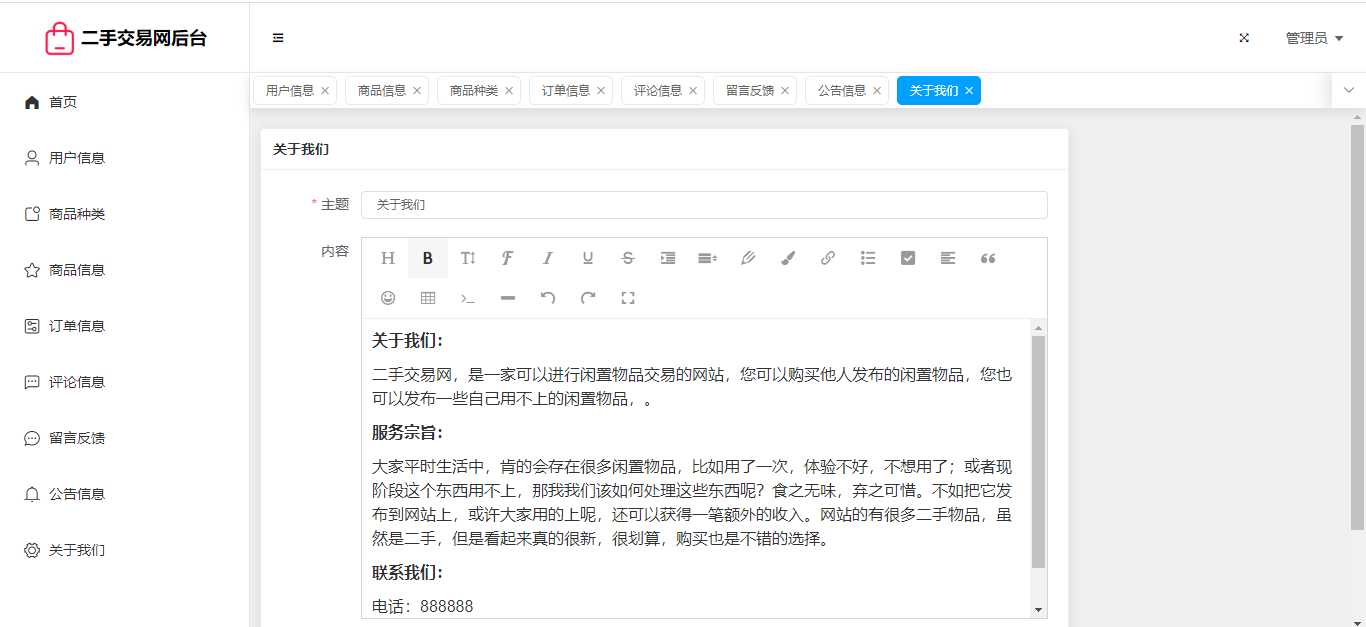 二手交易网后台
管理员
首页
用户信息
商品种类
商品信息
订单信息
评论信息
留言反馈
公告信息
关于我们
用户信息 × 商品信息 × 商品种类 × 订单信息 × 评论信息 × 留言反馈 × 公告信息 × 关于我们 ×
关于我们
* 主题 关于我们
内容
关于我们：
二手交易网，是一家可以进行闲置物品交易的网站，您可以购买他人发布的闲置物品，您也
可以发布一些自己用不上的闲置物品，。
服务宗旨：
大家平时生活中，肯的会存在很多闲置物品，比如用了一次，体验不好，不想用了；或者现
阶段这个东西用不上，那我我们该如何处理这些东西呢？食之无味，弃之可惜。不如把它发
布到网站上，或许大家用的上呢，还可以获得一笔额外的收入。网站的有很多二手物品，虽
然是二手，但是看起来真的很新，很划算，购买也是不错的选择。
联系我们：
电话：888888